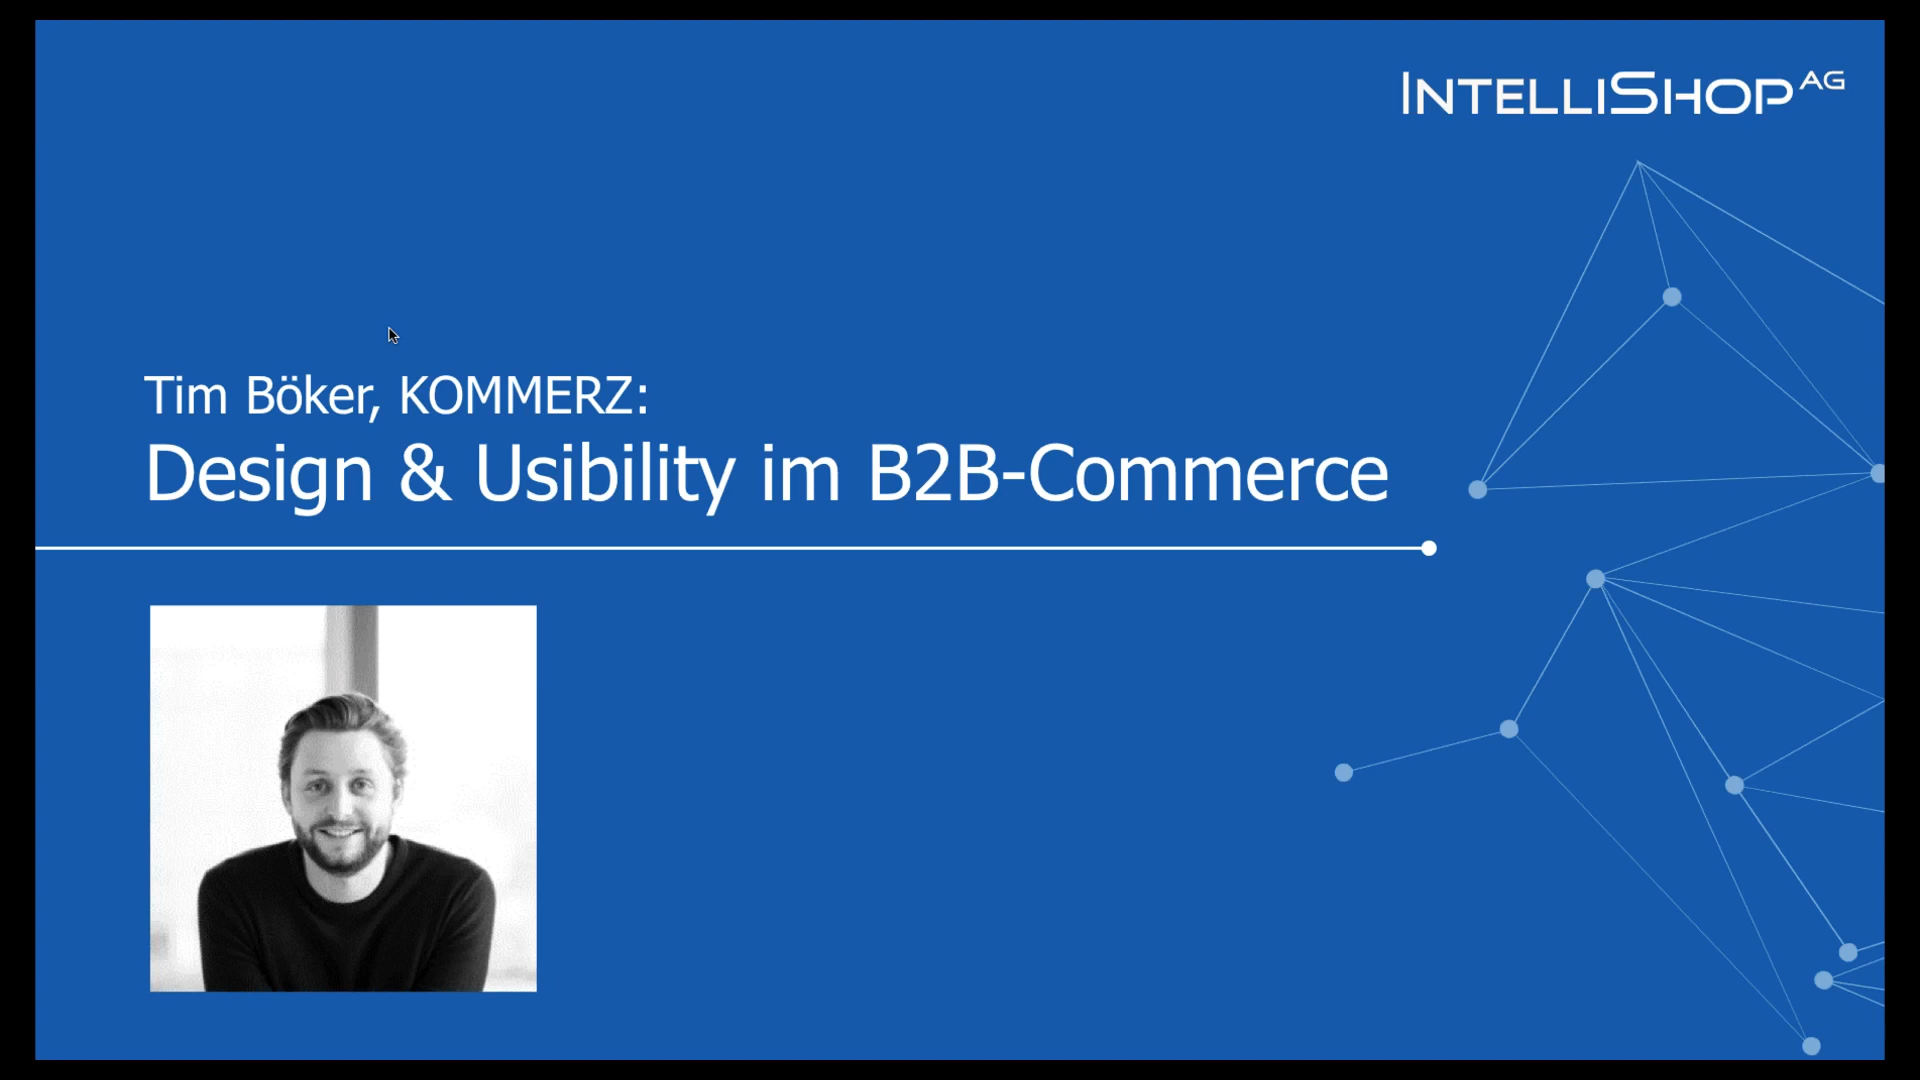 INTELLISHOP AG
Tim Böker, KOMMERZ:
Design & Usibility im B2B-Commerce